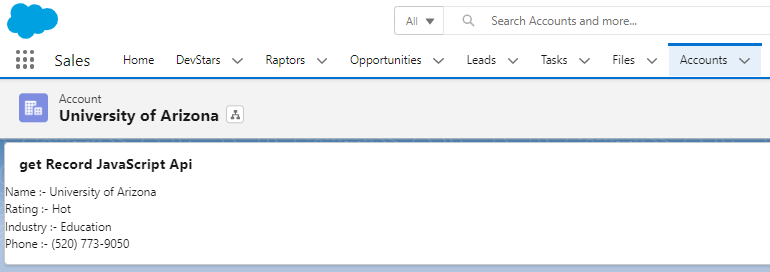 All
Search Accounts and more...
Sales Home DevStars Raptors Opportunities Leads Tasks Files Accounts
Account
University of Arizona
get Record JavaScript Api
Name :- University of Arizona
Rating :- Hot
Industry :- Education
Phone :- (520) 773-9050